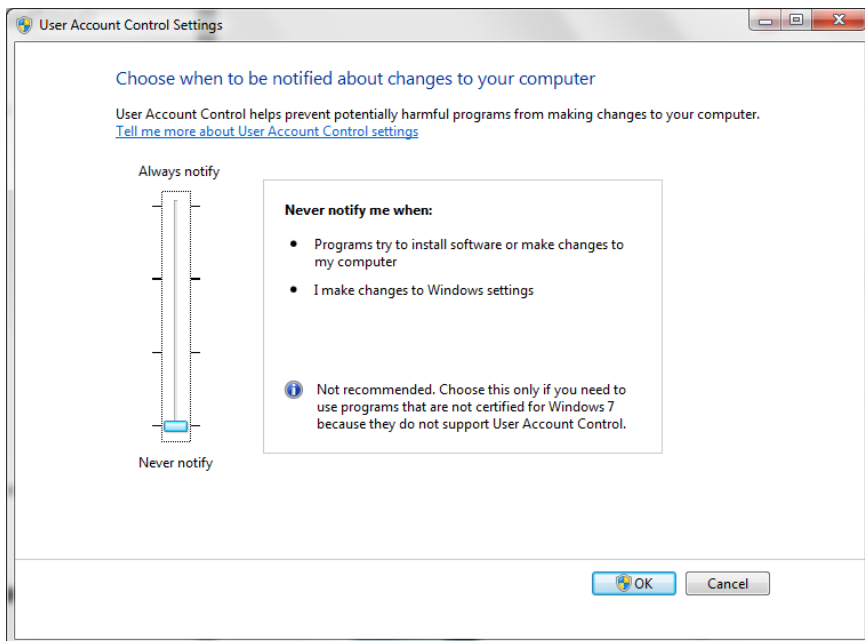 User Account Control Settings
Choose when to be notified about changes to your computer
User Account Control helps prevent potentially harmful programs from making changes to your computer.
Tell me more about User Account Control settings
Always notify
Never notify me when:
• Programs try to install software or make changes to
my computer
• I make changes to Windows settings
Not recommended. Choose this only if you need to
use programs that are not certified for Windows 7
because they do not support User Account Control.
Never notify
OK Cancel